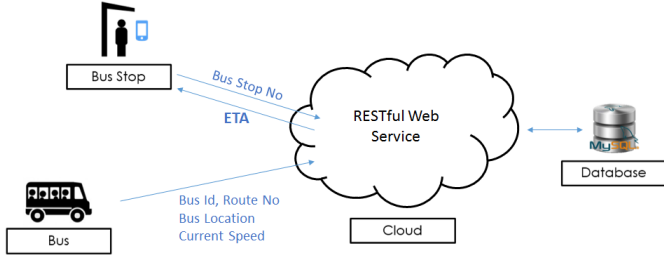 Bus Stop
Bus Stop No
ETA
RESTful Web
Service
MySQL
Database
Bus Id, Route No
Bus Location
Current Speed
Bus
Cloud